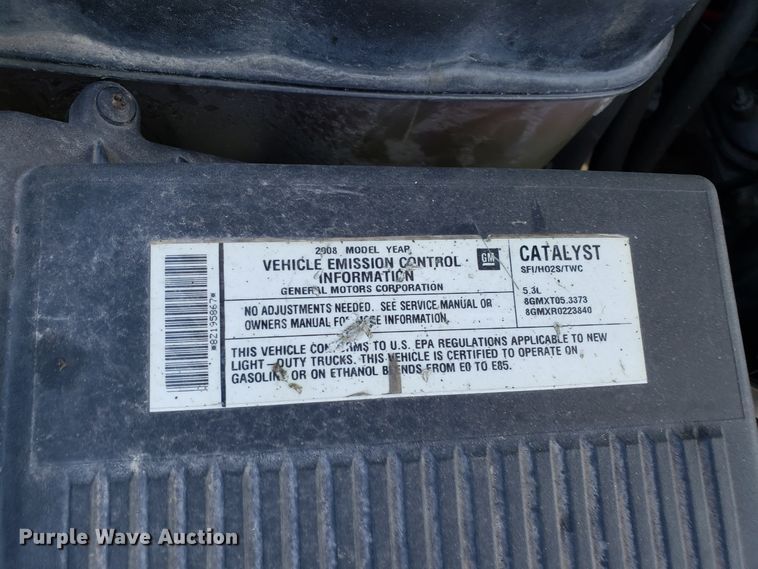 2008 MODEL YEAR
VEHICLE EMISSION CONTROL
INFORMATION
GENERAL MOTORS CORPORATION
GM
NO ADJUSTMENTS NEEDED. SEE SERVICE MANUAL OR
OWNERS MANUAL FOR MORE INFORMATION.
THIS VEHICLE CONFORMS TO U.S. EPA REGULATIONS APPLICABLE TO NEW
LIGHT-DUTY TRUCKS. THIS VEHICLE IS CERTIFIED TO OPERATE ON
GASOLINE OR ON ETHANOL BLENDS FROM E0 TO E85.
CATALYST
SFI/HO2S/TWC
5.3L
8GMXT05.3373
8GMXR0223840
*82195867*
Purple Wave Auction